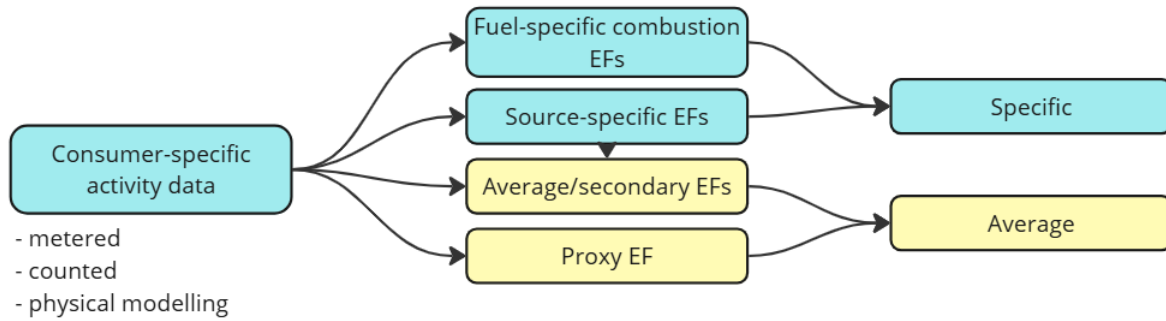 Fuel-specific combustion
EFs
Source-specific EFs
Specific
Consumer-specific
activity data
Average/secondary EFs
Average
Proxy EF
- metered
- counted
- physical modelling